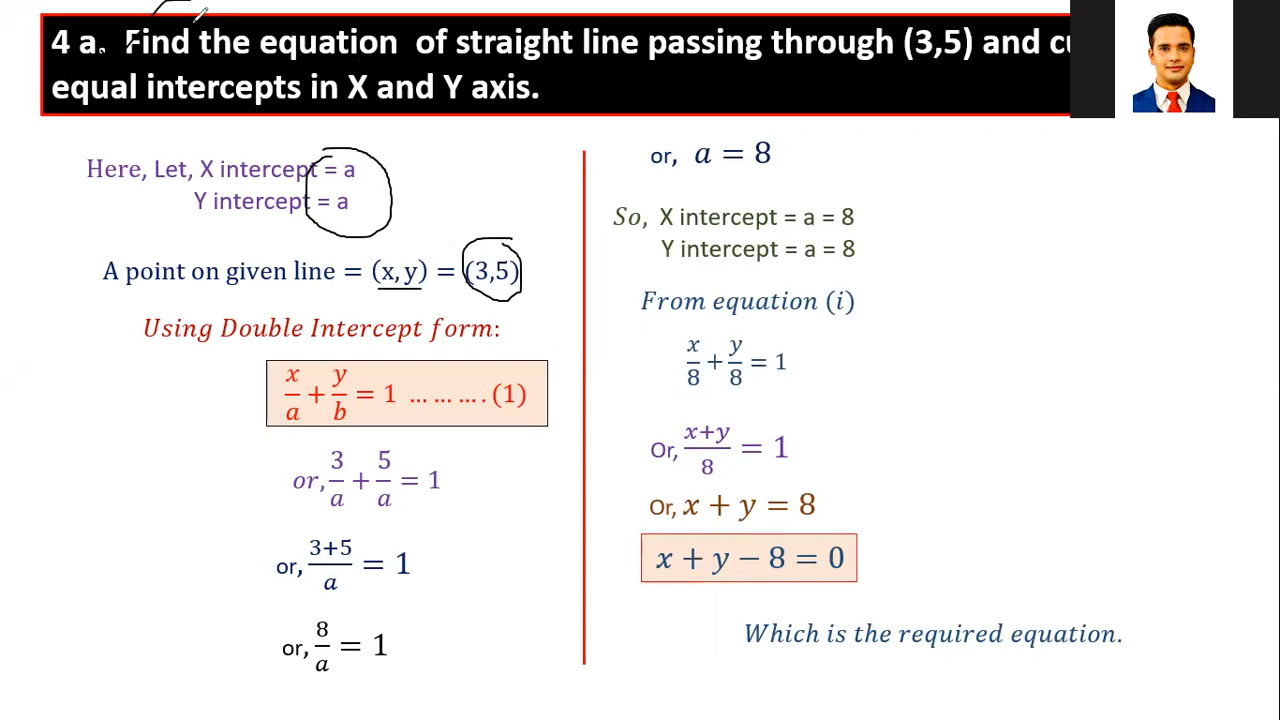 4 a. Find the equation of straight line passing through (3,5) and
equal intercepts in X and Y axis.
Here, Let, X intercept = a
Y intercept = a
A point on given line = (x, y) = (3,5)
Using Double Intercept form:
x/a + y/b = 1 ... ... ... . (1)
or, 3/a + 5/a = 1
or, 3+5/a = 1
or, 8/a = 1
or, a = 8
So, X intercept = a = 8
Y intercept = a = 8
From equation (i)
x/8 + y/8 = 1
Or, x+y/8 = 1
Or, x + y = 8
x + y − 8 = 0
Which is the required equation.